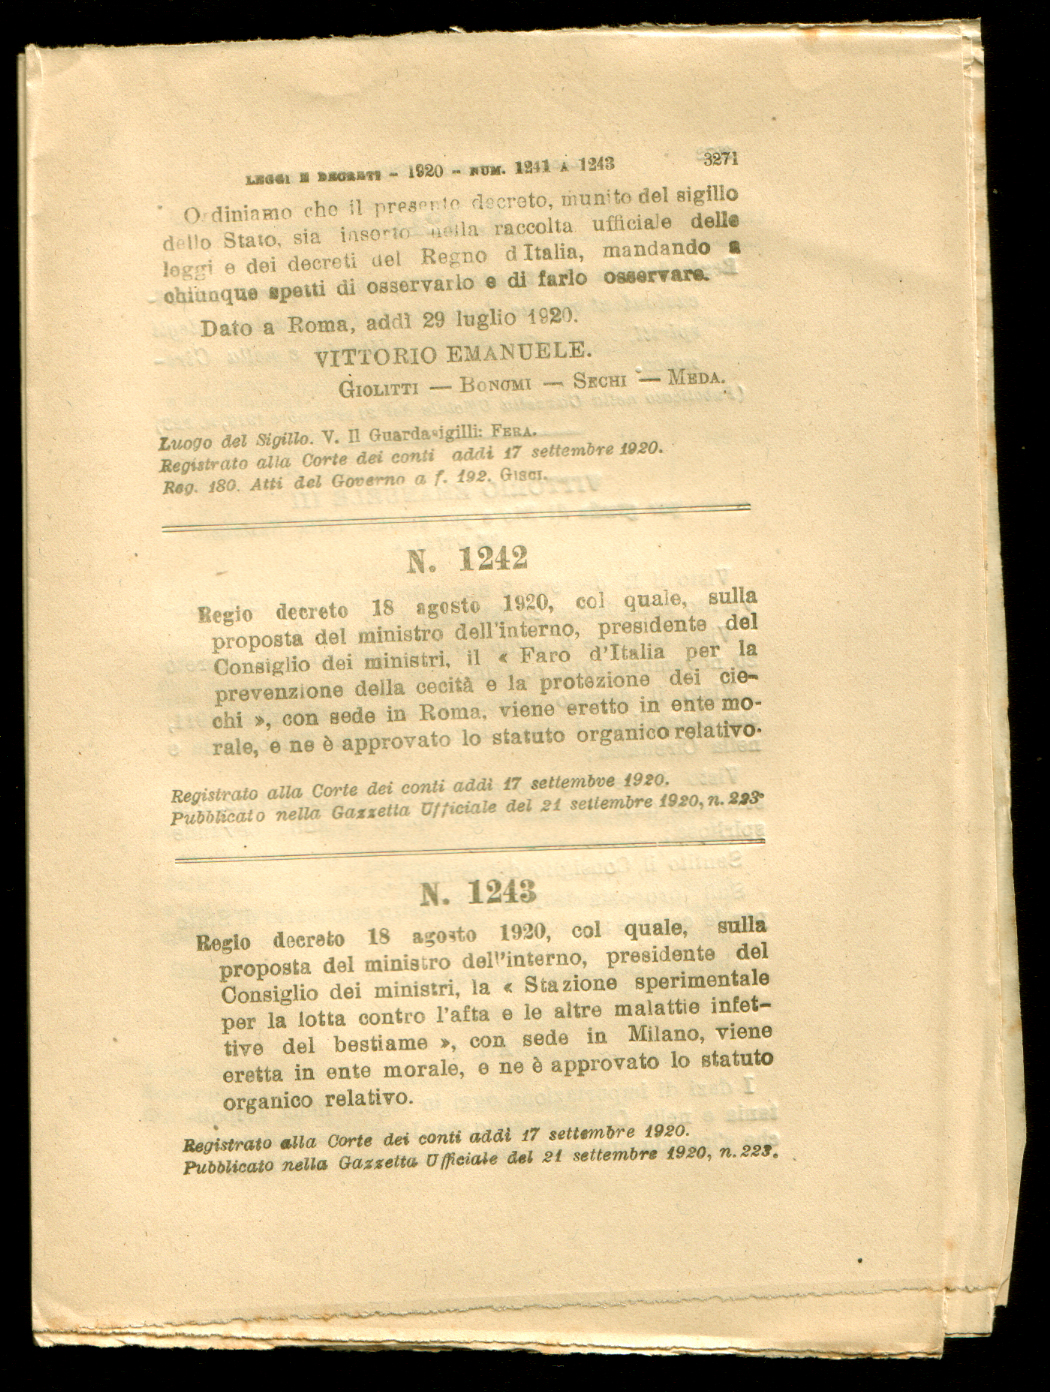 LEGGI E DECRETI - 1920 - NUM. 1241 A 1243 3271
Ordiniamo che il presente decreto, munito del sigillo
dello Stato, sia inserto nella raccolta ufficiale delle
leggi e dei decreti del Regno d'Italia, mandando a
chiunque spetti di osservarlo e di farlo osservare.
Dato a Roma, addì 29 luglio 1920.
VITTORIO EMANUELE.
GIOLITTI — BONOMI — SECHI — MEDA.
Luogo del Sigillo. V. Il Guardasigilli: FERA.
Registrato alla Corte dei conti addì 17 settembre 1920.
Reg. 180. Atti del Governo a f. 192. GISCI.
N. 1242
Regio decreto 18 agosto 1920, col quale, sulla
proposta del ministro dell'interno, presidente del
Consiglio dei ministri, il « Faro d'Italia per la
prevenzione della cecità e la protezione dei cie-
chi », con sede in Roma, viene eretto in ente mo-
rale, e ne è approvato lo statuto organico relativo.
Registrato alla Corte dei conti addì 17 settembre 1920.
Pubblicato nella Gazzetta Ufficiale del 21 settembre 1920, n. 223.
N. 1243
Regio decreto 18 agosto 1920, col quale, sulla
proposta del ministro dell'interno, presidente del
Consiglio dei ministri, la « Stazione sperimentale
per la lotta contro l'afta e le altre malattie infet-
tive del bestiame », con sede in Milano, viene
eretta in ente morale, e ne è approvato lo statuto
organico relativo.
Registrato alla Corte dei conti addì 17 settembre 1920.
Pubblicato nella Gazzetta Ufficiale del 21 settembre 1920, n. 223.